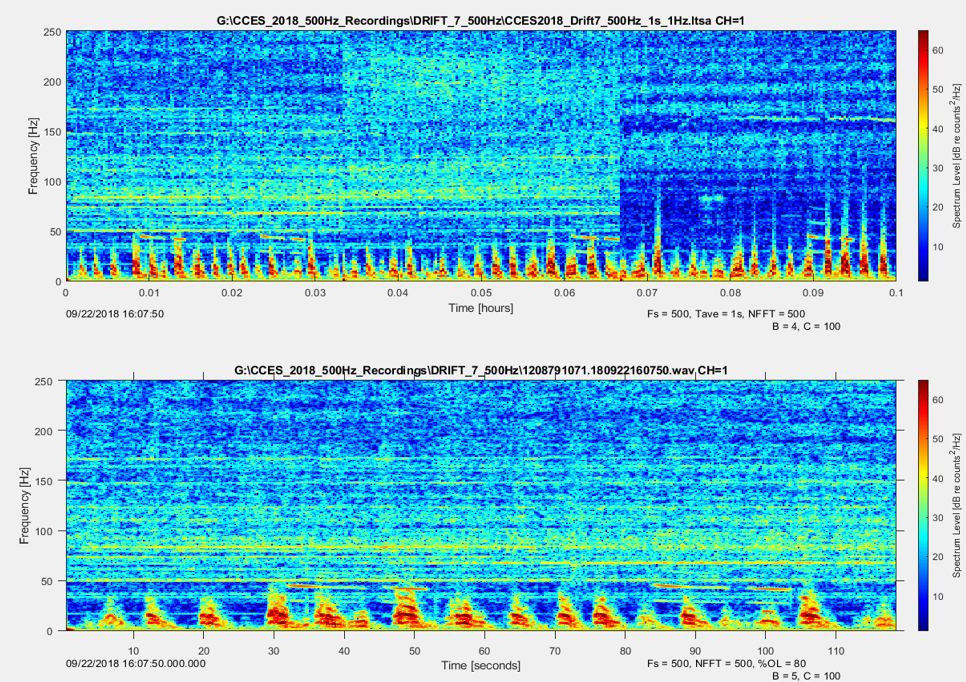 G:\CCES_2018_500Hz_Recordings\DRIFT_7_500Hz\CCES2018_Drift7_500Hz_1s_1Hz.ltsa CH=1
250
200
150
100
50
0
Frequency [Hz]
0 0.01 0.02 0.03 0.04 0.05 0.06 0.07 0.08 0.09 0.1
Time [hours]
09/22/2018 16:07:50
Fs = 500, Tave = 1s, NFFT = 500
B = 4, C = 100
60
50
40
30
20
10
Spectrum Level [dB re counts²/Hz]
G:\CCES_2018_500Hz_Recordings\DRIFT_7_500Hz\1208791071.180922160750.wav CH=1
250
200
150
100
50
0
Frequency [Hz]
10 20 30 40 50 60 70 80 90 100 110
Time [seconds]
09/22/2018 16:07:50.000.000
Fs = 500, NFFT = 500, %OL = 80
B = 5, C = 100
60
50
40
30
20
10
Spectrum Level [dB re counts²/Hz]